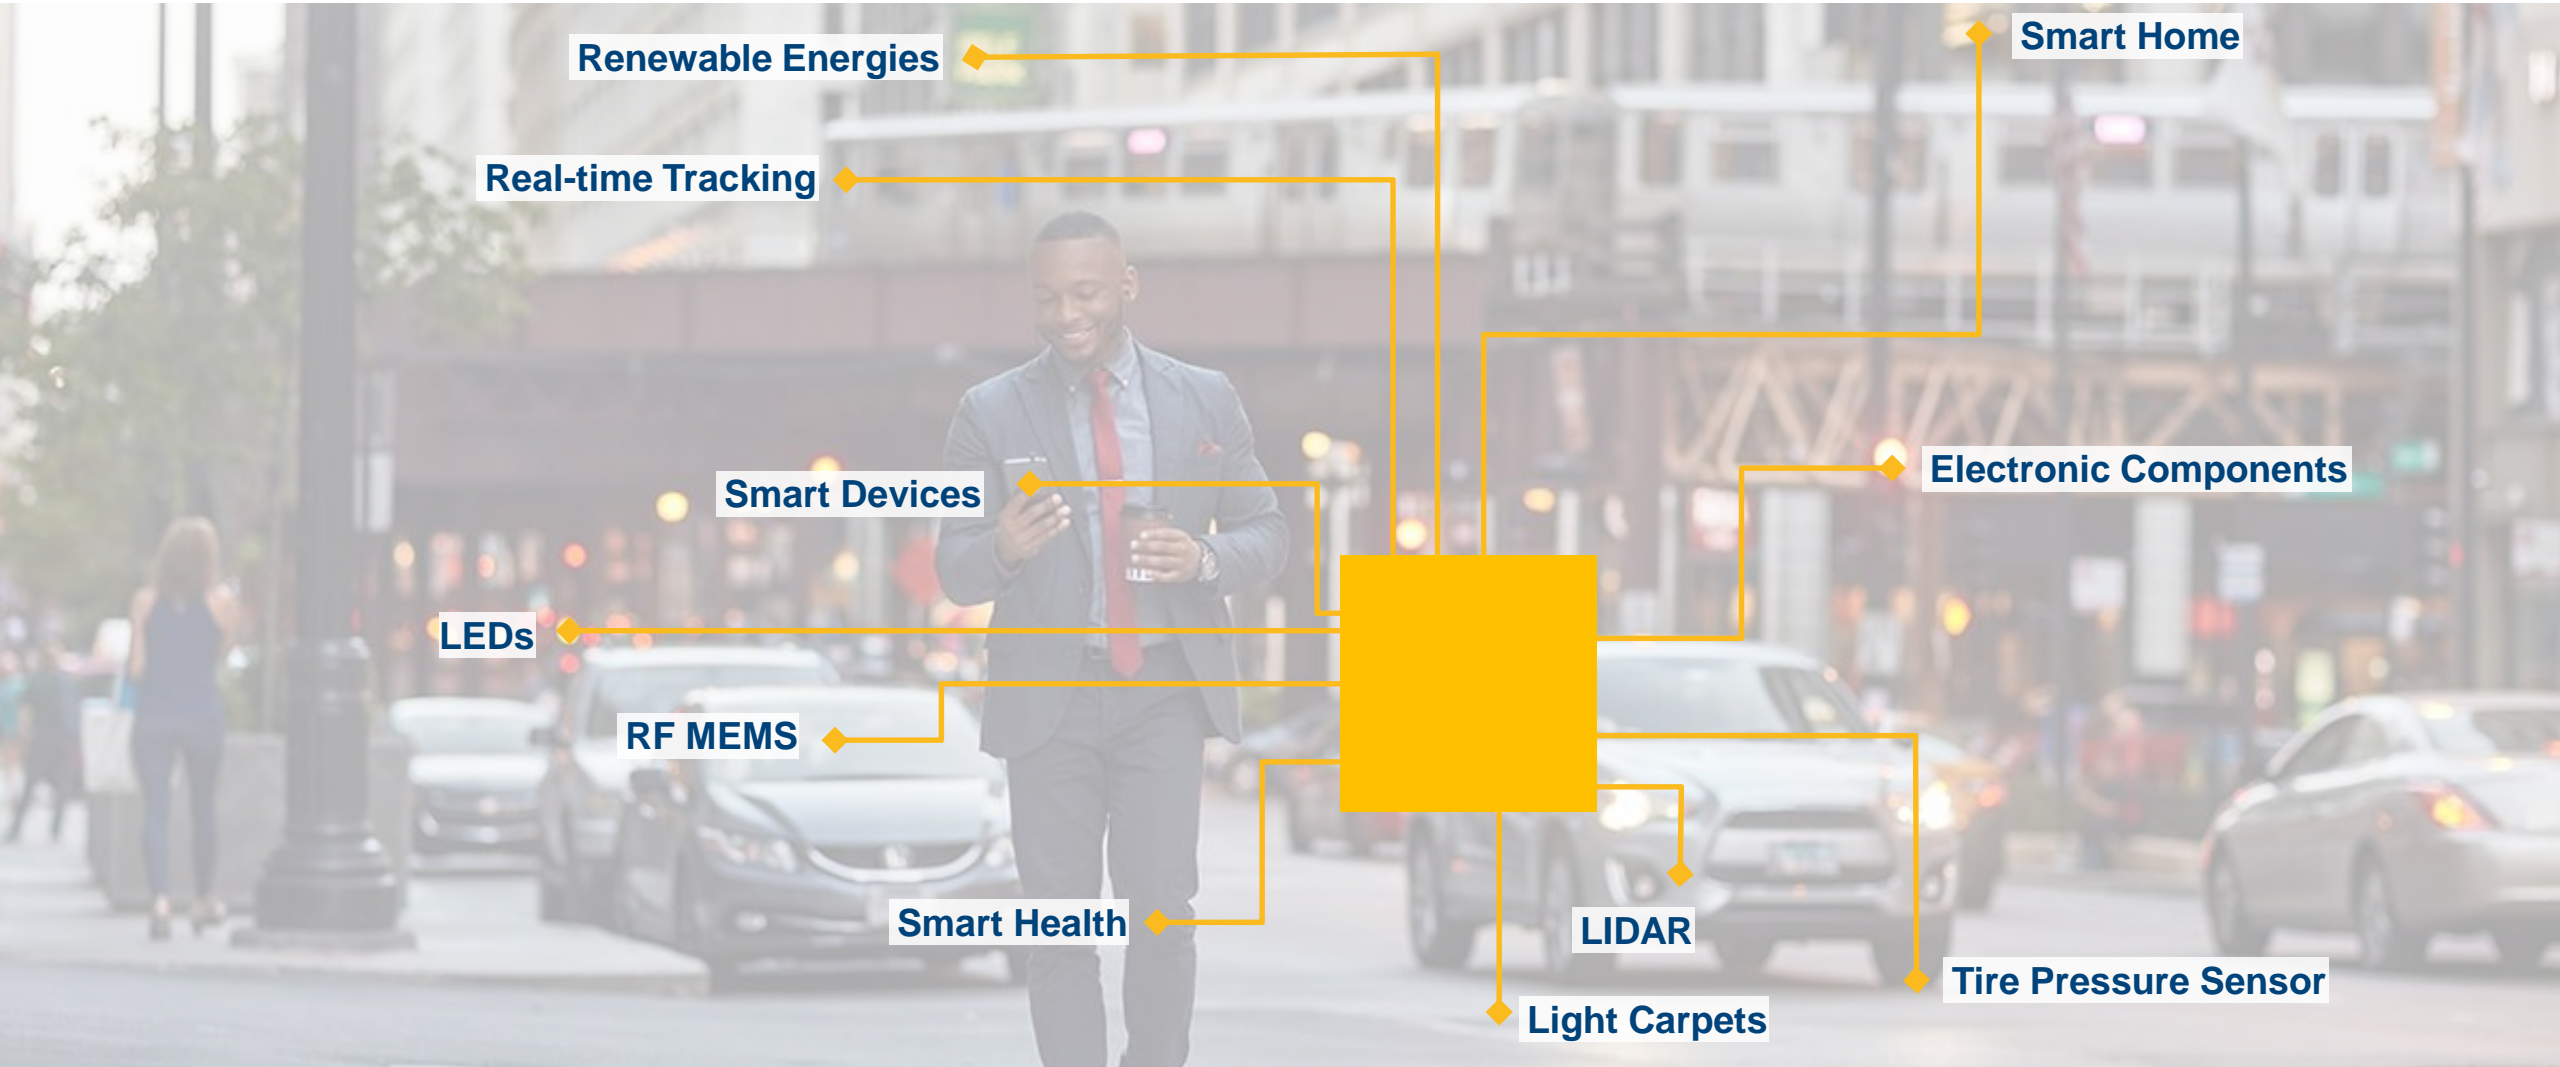 Renewable Energies
Smart Home
Real-time Tracking
Smart Devices
Electronic Components
LEDs
RF MEMS
Smart Health
LIDAR
Tire Pressure Sensor
Light Carpets